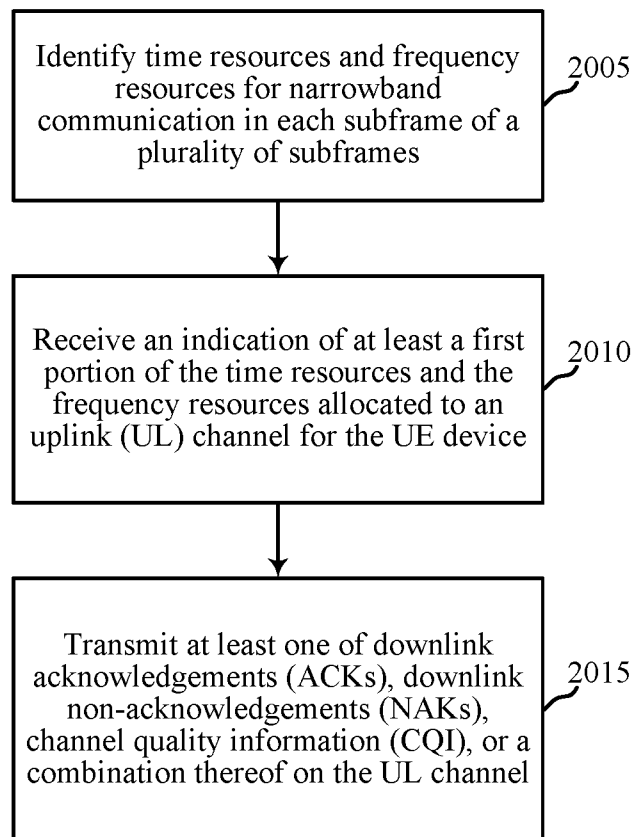 Identify time resources and frequency
resources for narrowband
communication in each subframe of a
plurality of subframes
2005
Receive an indication of at least a first
portion of the time resources and the
frequency resources allocated to an
uplink (UL) channel for the UE device
2010
Transmit at least one of downlink
acknowledgements (ACKs), downlink
non-acknowledgements (NAKs),
channel quality information (CQI), or a
combination thereof on the UL channel
2015